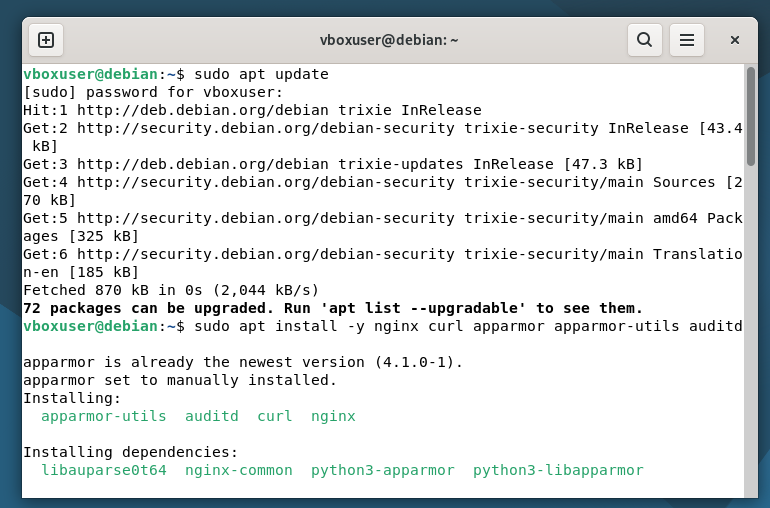 vboxuser@debian: ~
vboxuser@debian:~$ sudo apt update
[sudo] password for vboxuser:
Hit:1 http://deb.debian.org/debian trixie InRelease
Get:2 http://security.debian.org/debian-security trixie-security InRelease [43.4
 kB]
Get:3 http://deb.debian.org/debian trixie-updates InRelease [47.3 kB]
Get:4 http://security.debian.org/debian-security trixie-security/main Sources [2
70 kB]
Get:5 http://security.debian.org/debian-security trixie-security/main amd64 Pack
ages [325 kB]
Get:6 http://security.debian.org/debian-security trixie-security/main Translatio
n-en [185 kB]
Fetched 870 kB in 0s (2,044 kB/s)
72 packages can be upgraded. Run 'apt list --upgradable' to see them.
vboxuser@debian:~$ sudo apt install -y nginx curl apparmor apparmor-utils auditd
apparmor is already the newest version (4.1.0-1).
apparmor set to manually installed.
Installing:
  apparmor-utils  auditd  curl  nginx
Installing dependencies:
  libauparse0t64  nginx-common  python3-apparmor  python3-libapparmor